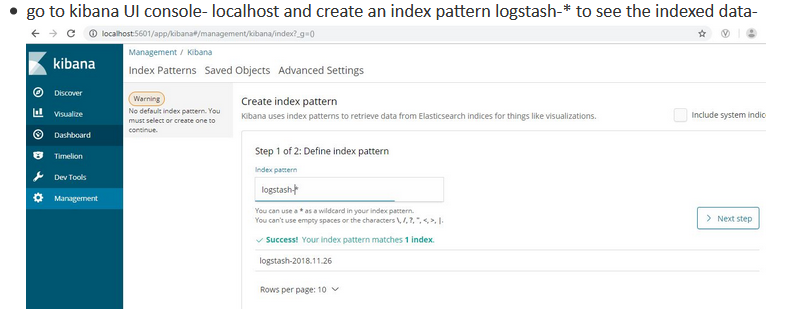 go to kibana UI console- localhost and create an index pattern logstash-* to see the indexed data-
localhost:5601/app/kibana#/management/kibana/index?_g=()
kibana
Discover
Visualize
Dashboard
Timelion
Dev Tools
Management
Management / Kibana
Index Patterns Saved Objects Advanced Settings
Warning
No default index pattern. You
must select or create one to
continue.
Create index pattern
Kibana uses index patterns to retrieve data from Elasticsearch indices for things like visualizations.
Include system indic
Step 1 of 2: Define index pattern
Index pattern
logstash-*
You can use a * as a wildcard in your index pattern.
You can't use empty spaces or the characters \, /, ?, ", <, >, |.
> Next step
✓ Success! Your index pattern matches 1 index.
logstash-2018.11.26
Rows per page: 10